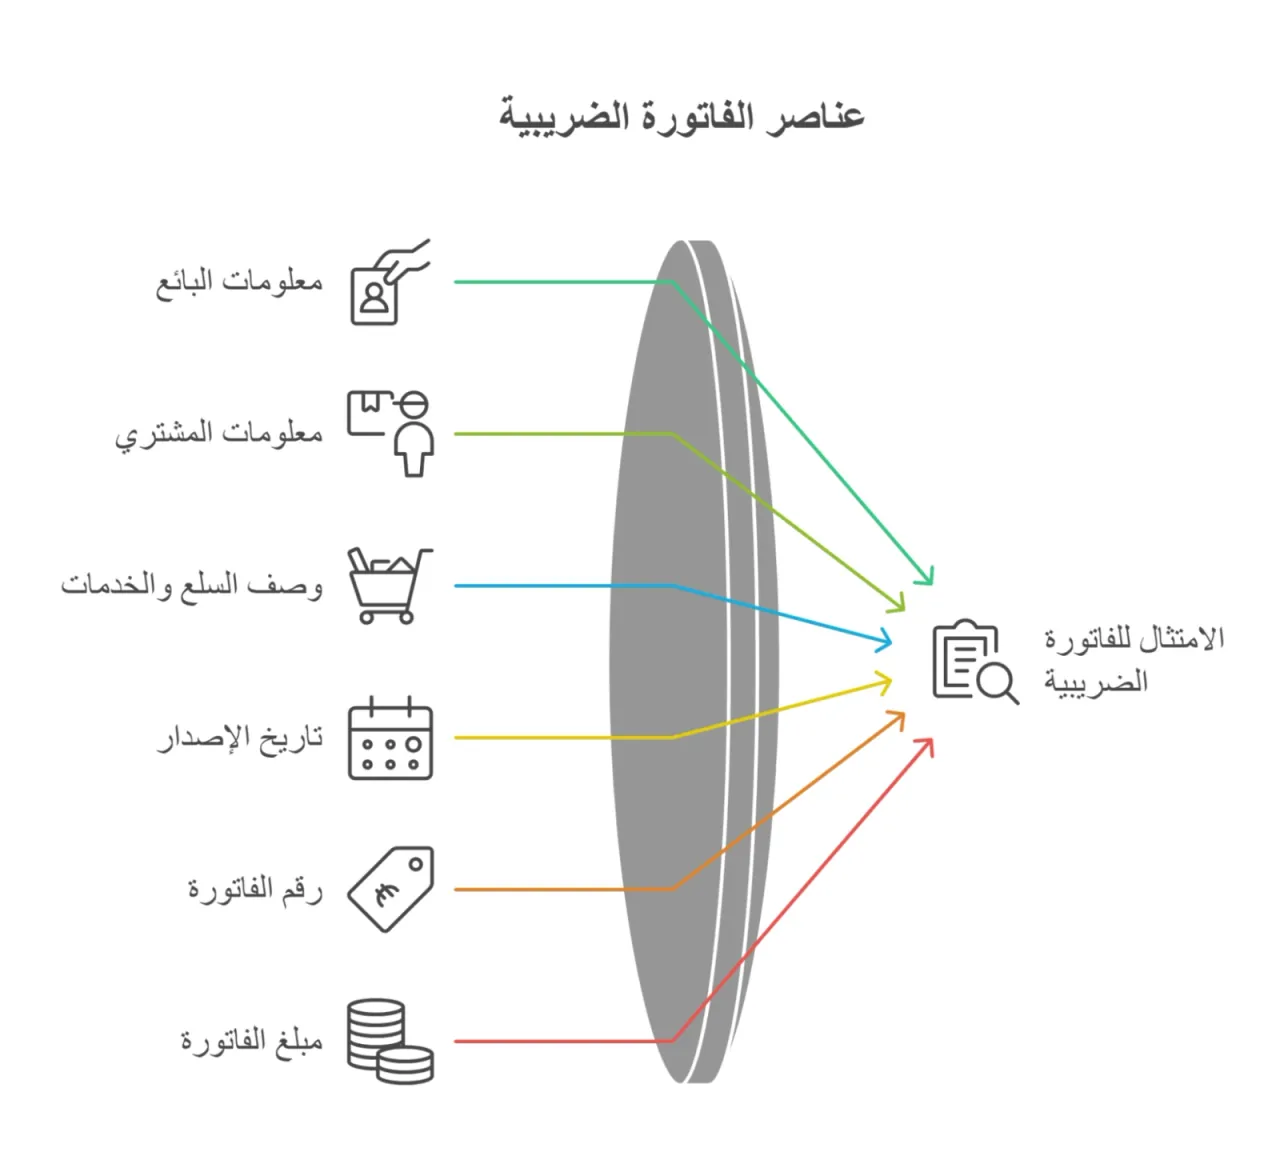 عناصر الفاتورة الضريبية
معلومات البائع
معلومات المشتري
وصف السلع والخدمات
تاريخ الإصدار
رقم الفاتورة
مبلغ الفاتورة
الامتثال للفاتورة
الضريبية